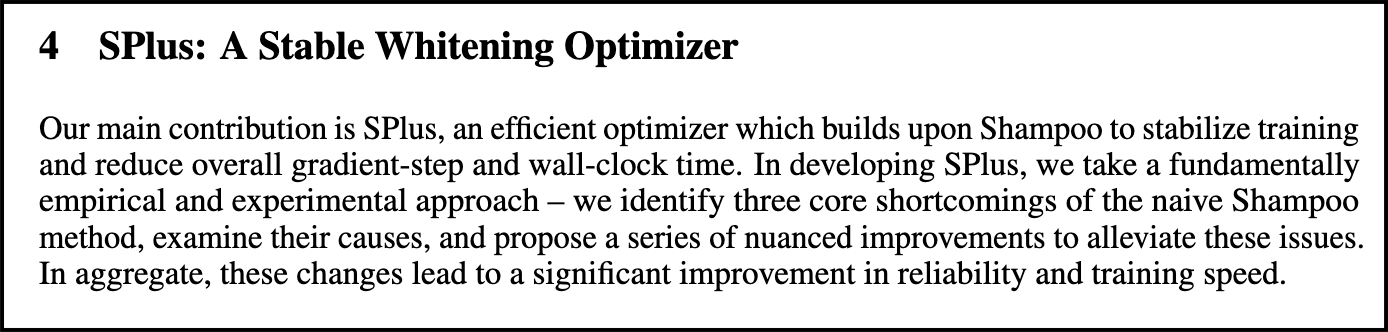 4 SPlus: A Stable Whitening Optimizer
Our main contribution is SPlus, an efficient optimizer which builds upon Shampoo to stabilize training
and reduce overall gradient-step and wall-clock time. In developing SPlus, we take a fundamentally
empirical and experimental approach – we identify three core shortcomings of the naive Shampoo
method, examine their causes, and propose a series of nuanced improvements to alleviate these issues.
In aggregate, these changes lead to a significant improvement in reliability and training speed.